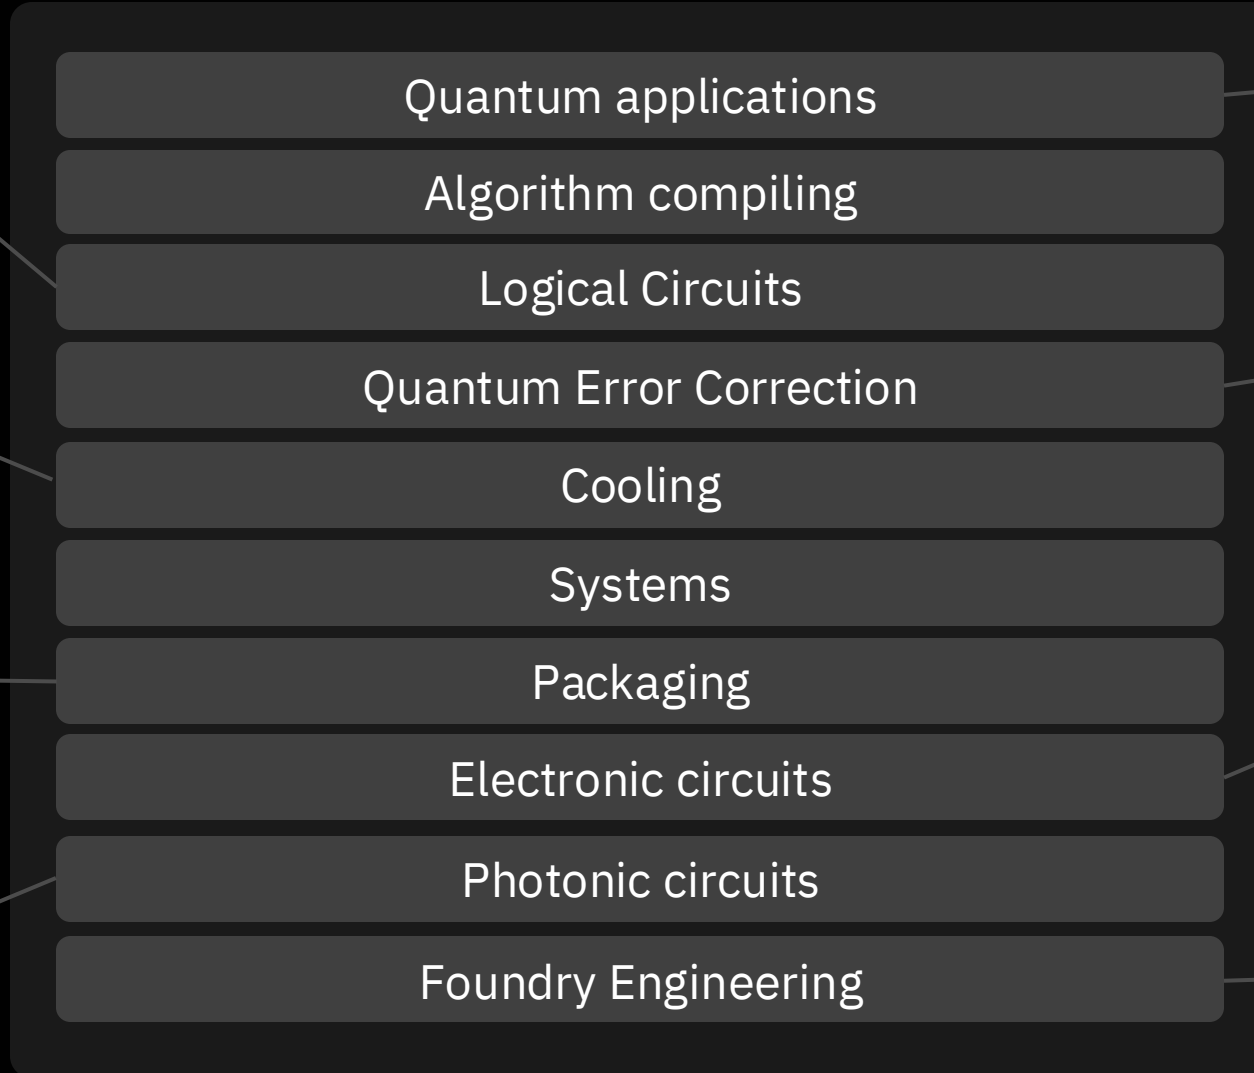 Quantum applications
Algorithm compiling
Logical Circuits
Quantum Error Correction
Cooling
Systems
Packaging
Electronic circuits
Photonic circuits
Foundry Engineering